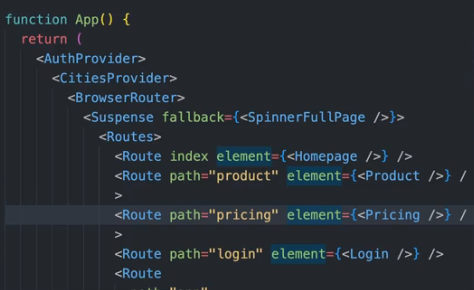 function App() {
return (
<AuthProvider>
<CitiesProvider>
<BrowserRouter>
<Suspense fallback={<SpinnerFullPage />}>
<Routes>
<Route index element={<Homepage />} />
<Route path="product" element={<Product />} /
>
<Route path="pricing" element={<Pricing />} /
>
<Route path="login" element={<Login />} />
<Route